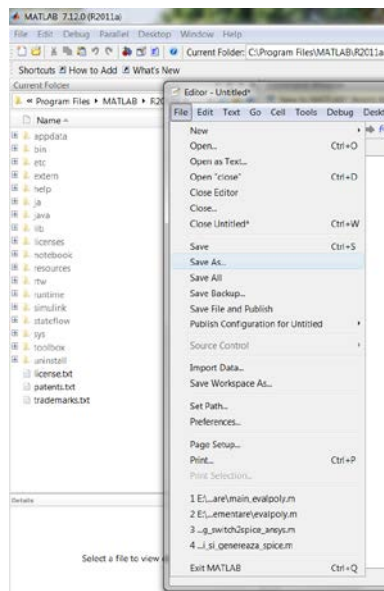 MATLAB 7.12.0 (R2011a)
File Edit Debug Parallel Desktop Window Help
Current Folder: C:\Program Files\MATLAB\R2011a
Shortcuts How to Add What's New
Current Folder
« Program Files MATLAB R20
Name
appdata
bin
etc
extern
help
ja
java
lib
licenses
notebook
resources
rtw
runtime
simulink
stateflow
sys
toolbox
uninstall
license.txt
patents.txt
trademarks.txt
Details
Select a file to view
Editor - Untitled*
File Edit Text Go Cell Tools Debug Deskt
New
Open... Ctrl+O
Open as Text...
Open "close" Ctrl+D
Close Editor
Close...
Close Untitled* Ctrl+W
Save Ctrl+S
Save As...
Save All
Save Backup...
Save File and Publish
Publish Configuration for Untitled
Source Control
Import Data...
Save Workspace As...
Set Path...
Preferences...
Page Setup...
Print... Ctrl+P
Print Selection...
1 E:\...are\main_evalpoly.m
2 E:\...ementare\evalpoly.m
3 ...g_switch2spice_ansys.m
4 ...i_si_genereaza_spice.m
Exit MATLAB Ctrl+Q